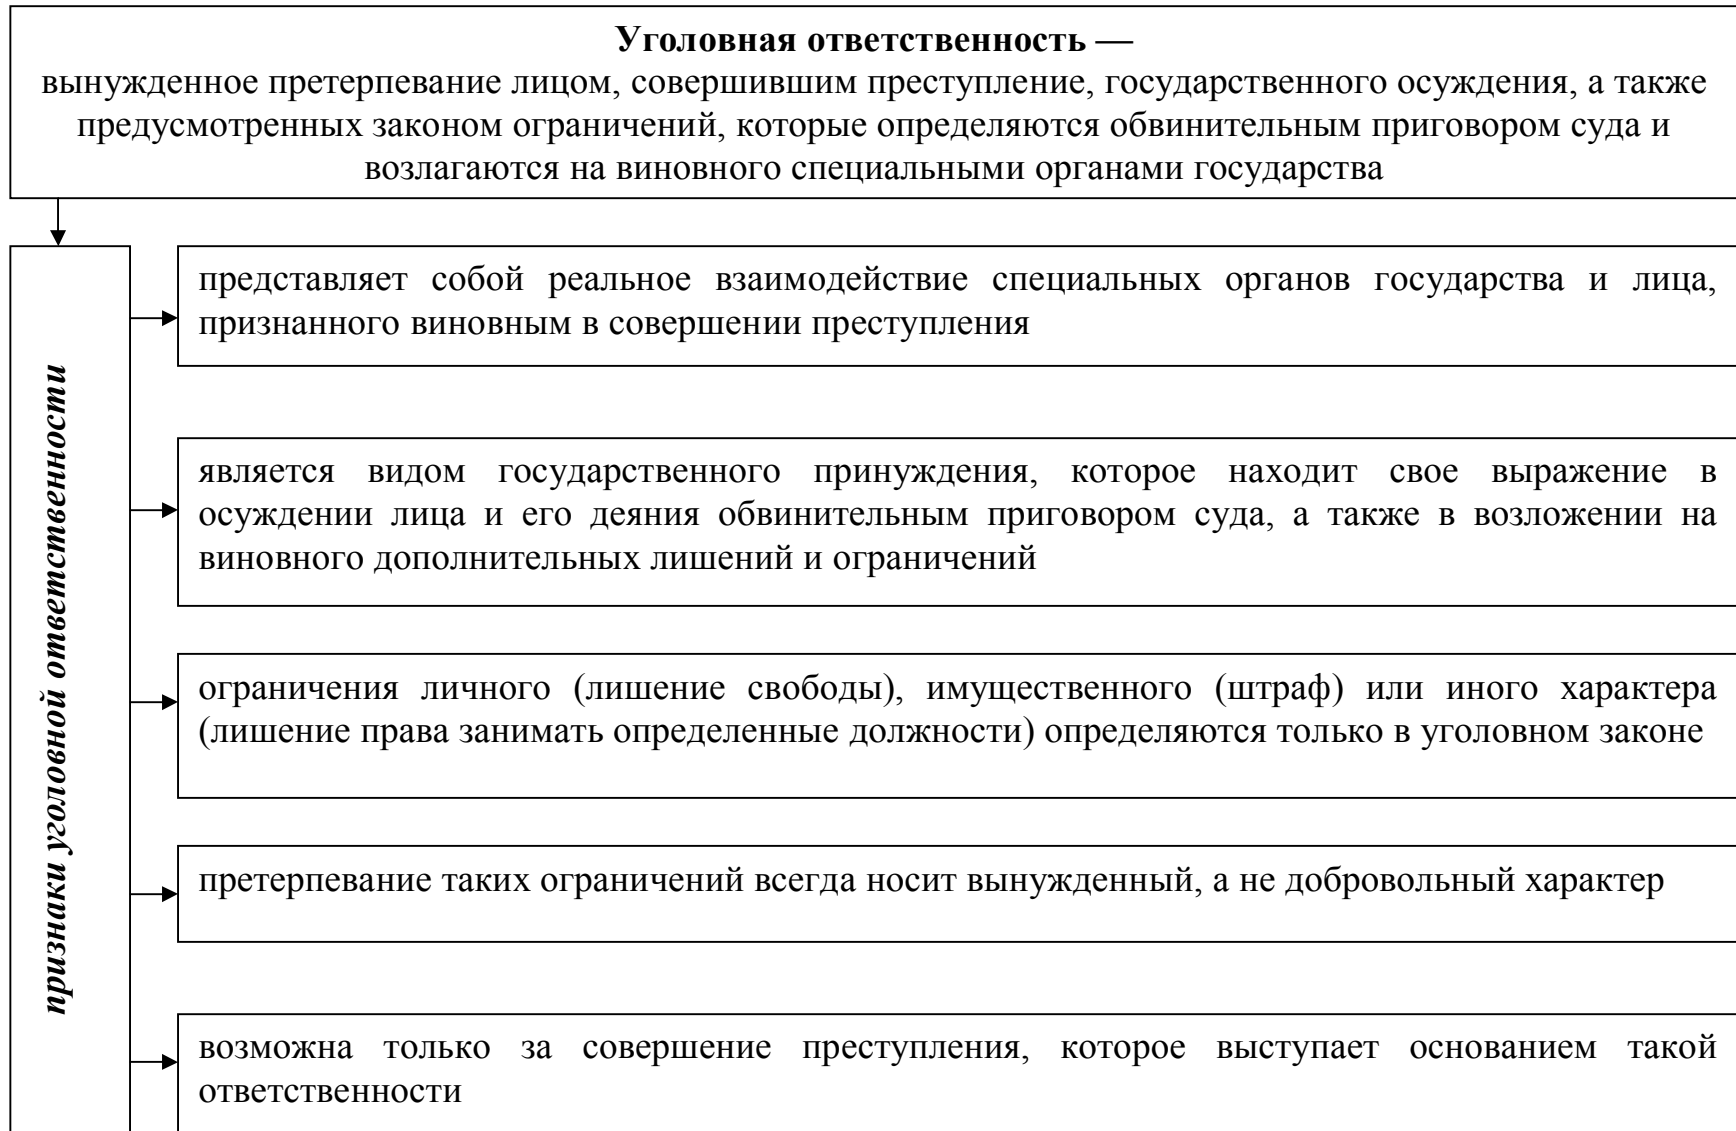 Уголовная ответственность —
вынужденное претерпевание лицом, совершившим преступление, государственного осуждения, а также
предусмотренных законом ограничений, которые определяются обвинительным приговором суда и
возлагаются на виновного специальными органами государства
признаки уголовной ответственности
представляет собой реальное взаимодействие специальных органов государства и лица,
признанного виновным в совершении преступления
является видом государственного принуждения, которое находит свое выражение в
осуждении лица и его деяния обвинительным приговором суда, а также в возложении на
виновного дополнительных лишений и ограничений
ограничения личного (лишение свободы), имущественного (штраф) или иного характера
(лишение права занимать определенные должности) определяются только в уголовном законе
претерпевание таких ограничений всегда носит вынужденный, а не добровольный характер
возможна только за совершение преступления, которое выступает основанием такой
ответственности